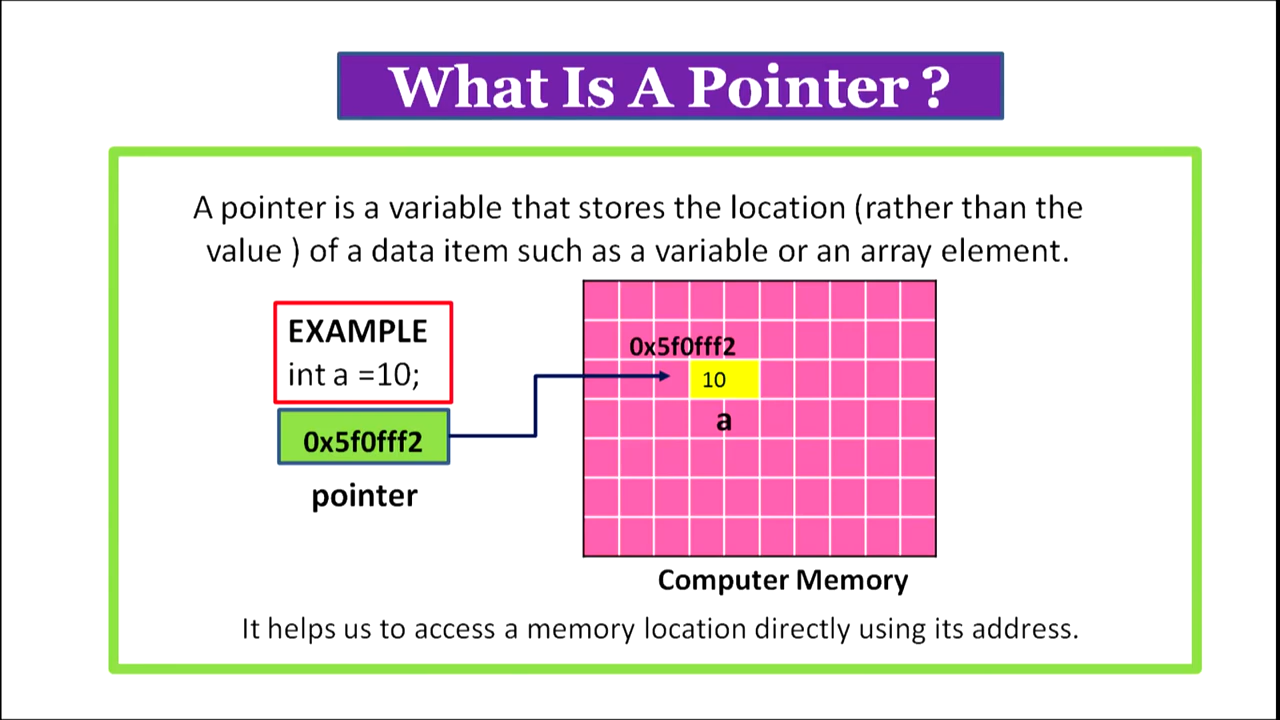 What Is A Pointer ?
A pointer is a variable that stores the location (rather than the
value ) of a data item such as a variable or an array element.
EXAMPLE
int a =10;
0x5f0fff2
pointer
0x5f0fff2
10
a
Computer Memory
It helps us to access a memory location directly using its address.